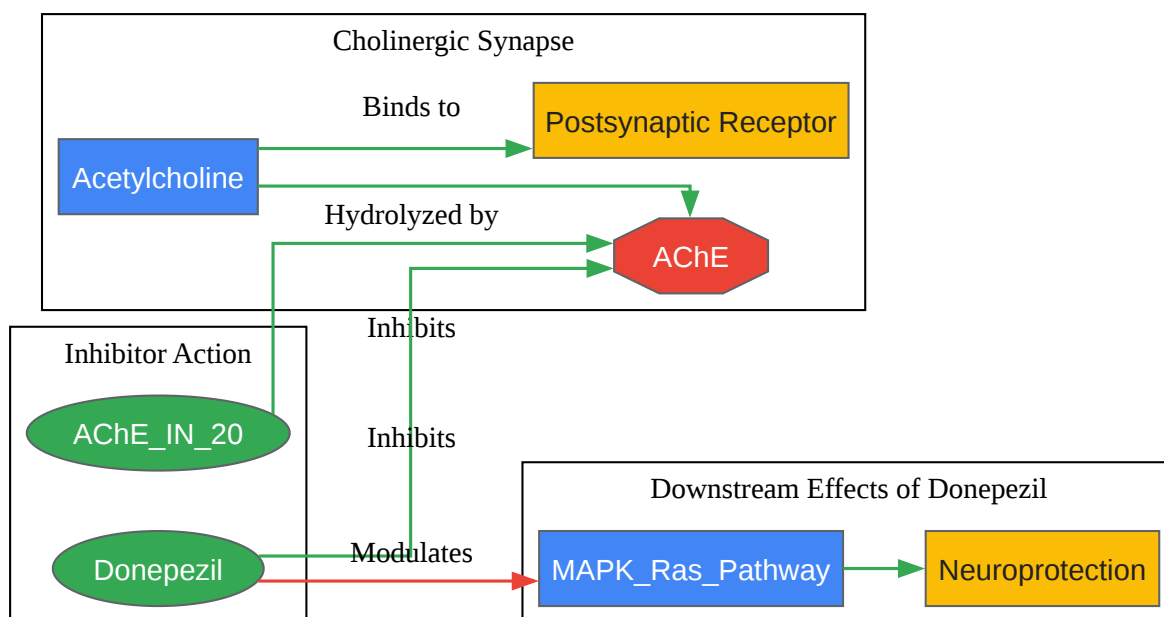 Cholinergic Synapse
Binds to
Postsynaptic Receptor
Acetylcholine
Hydrolyzed by
AChE
Inhibits
Inhibitor Action
AChE_IN_20
Inhibits
Downstream Effects of Donepezil
Donepezil
Modulates
MAPK_Ras_Pathway
Neuroprotection